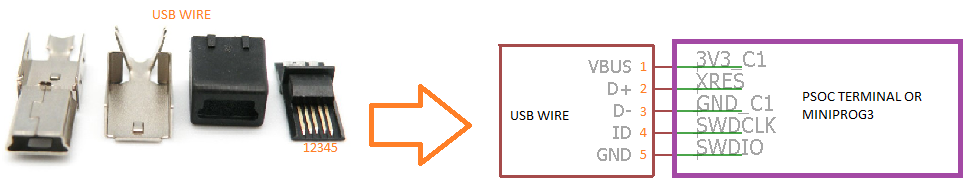 USB WIRE
12345
USB WIRE
VBUS 1 3V3_C1
D+ 2 XRES
D- 3 GND_C1
ID 4 SWDCLK
GND 5 SWDIO
PSOC TERMINAL OR
MINIPROG3